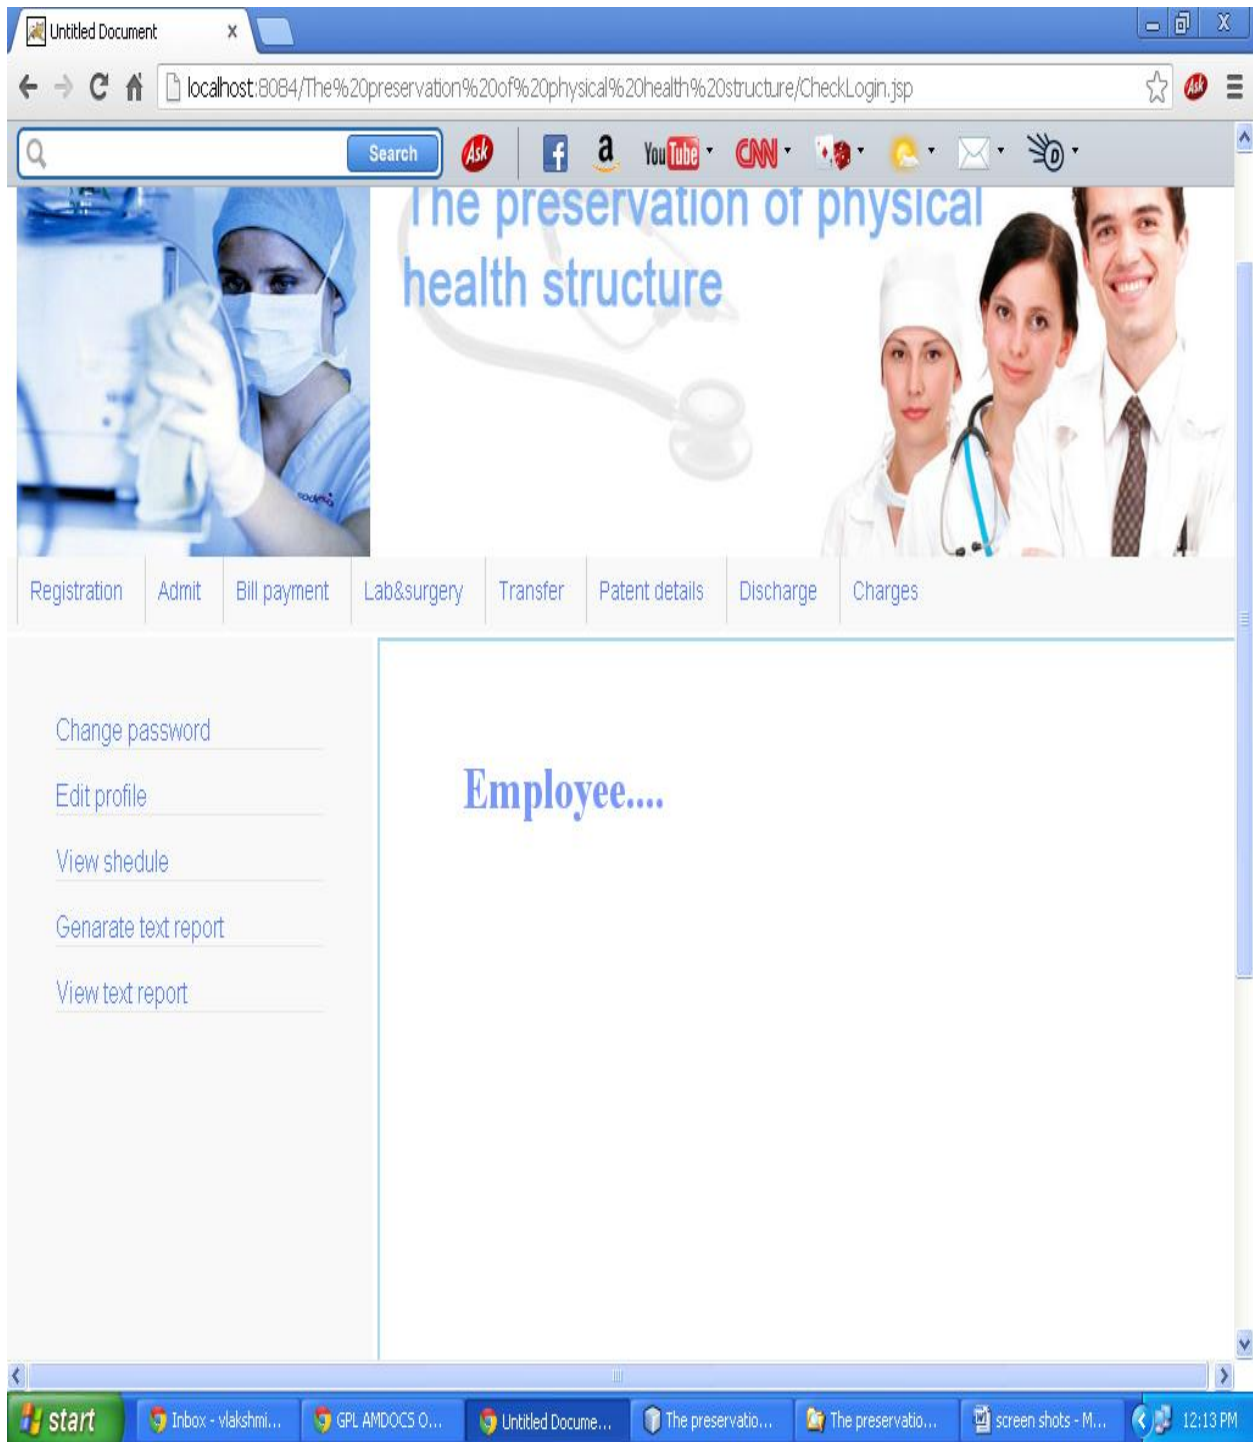 Untitled Document
localhost:8084/The%20preservation%20of%20physical%20health%20structure/CheckLogin.jsp
Search Ask a YouTube CNN D
The preservation of physical
health structure
Registration Admit Bill payment Lab&surgery Transfer Patent details Discharge Charges
Change password
Edit profile
View shedule
Genarate text report
View text report
Employee....
start Inbox - vlakshmi... GPL AMDOCS O... Untitled Docume... The preservatio... The preservatio... screen shots - M... 12:13 PM